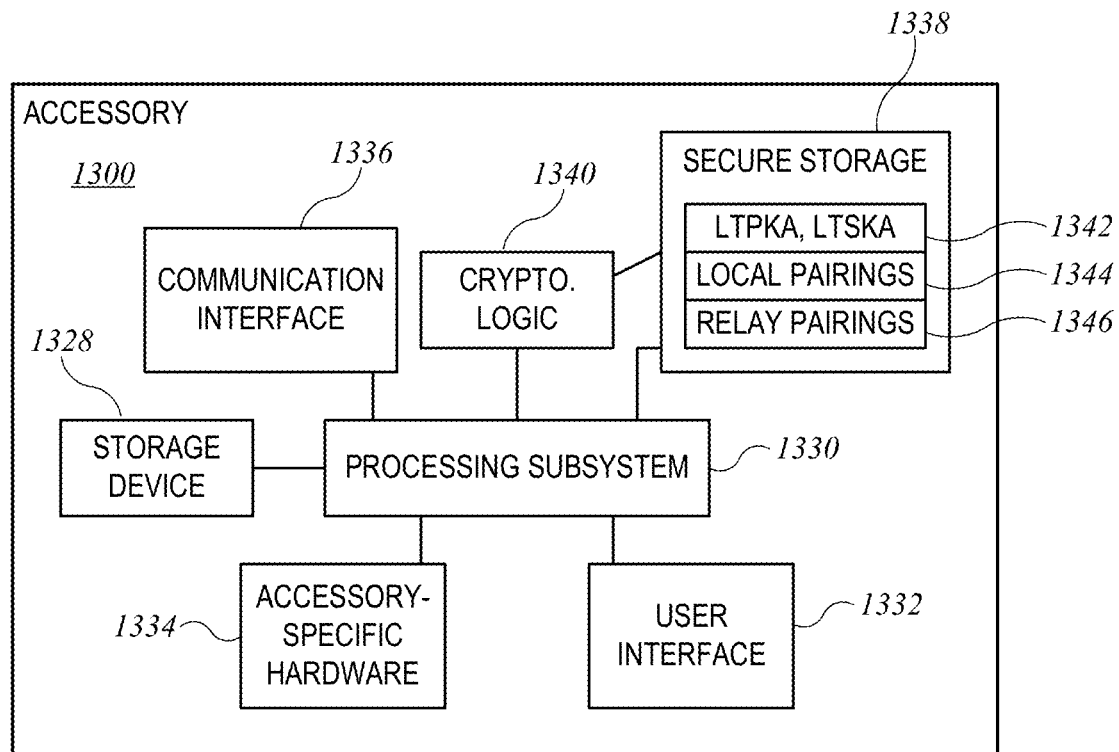 1338
ACCESSORY
1300
1336
1340
SECURE STORAGE
LTPKA, LTSKA
1342
LOCAL PAIRINGS
1344
RELAY PAIRINGS
1346
COMMUNICATION
INTERFACE
CRYPTO.
LOGIC
1328
STORAGE
DEVICE
PROCESSING SUBSYSTEM
1330
ACCESSORY-
SPECIFIC
HARDWARE
1334
USER
INTERFACE
1332